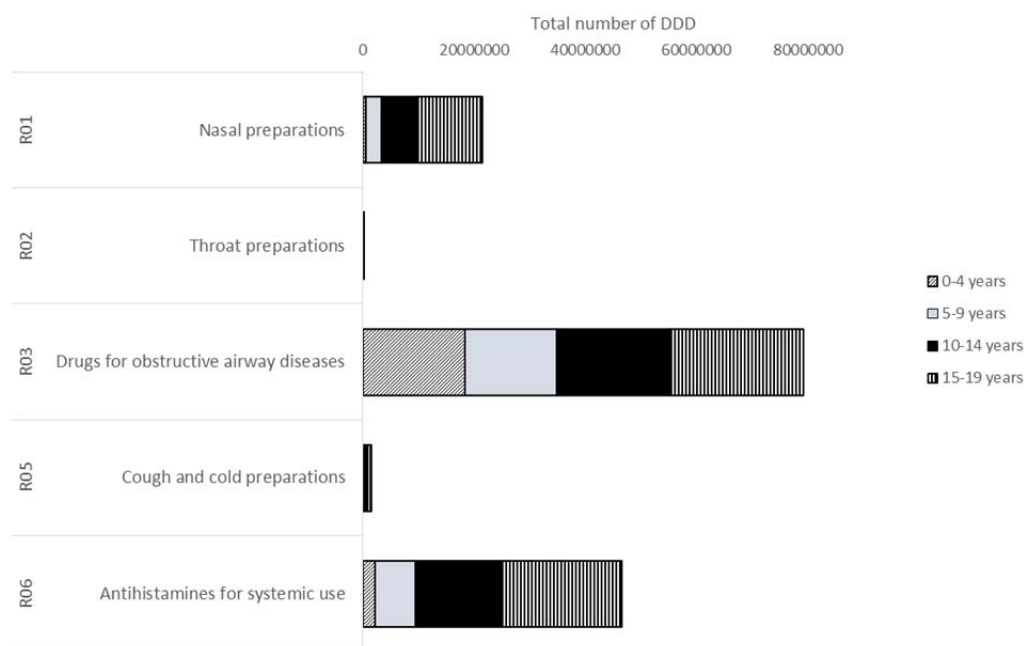 Total number of DDD
0 20000000 40000000 60000000 80000000
R01 Nasal preparations
R02 Throat preparations
R03 Drugs for obstructive airway diseases
R05 Cough and cold preparations
R06 Antihistamines for systemic use
0-4 years
5-9 years
10-14 years
15-19 years